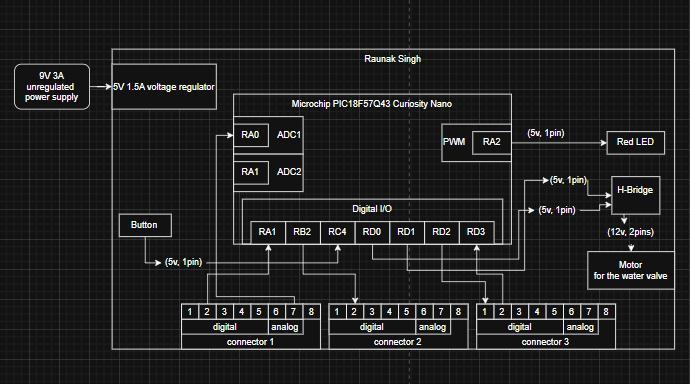 Raunak Singh
9V 3A
unregulated
power supply
5V 1.5A voltage regulator
Microchip PIC18F57Q43 Curiosity Nano
RA0 ADC1
RA1 ADC2
PWM RA2
(5v, 1pin)
Red LED
(5v, 1pin)
H-Bridge
(5v, 1pin)
(12v, 2pins)
Motor
for the water valve
Digital I/O
RA1 RB2 RC4 RD0 RD1 RD2 RD3
Button
(5v, 1pin)
1 2 3 4 5 6 7 8
digital analog
connector 1
1 2 3 4 5 6 7 8
digital analog
connector 2
1 2 3 4 5 6 7 8
digital analog
connector 3